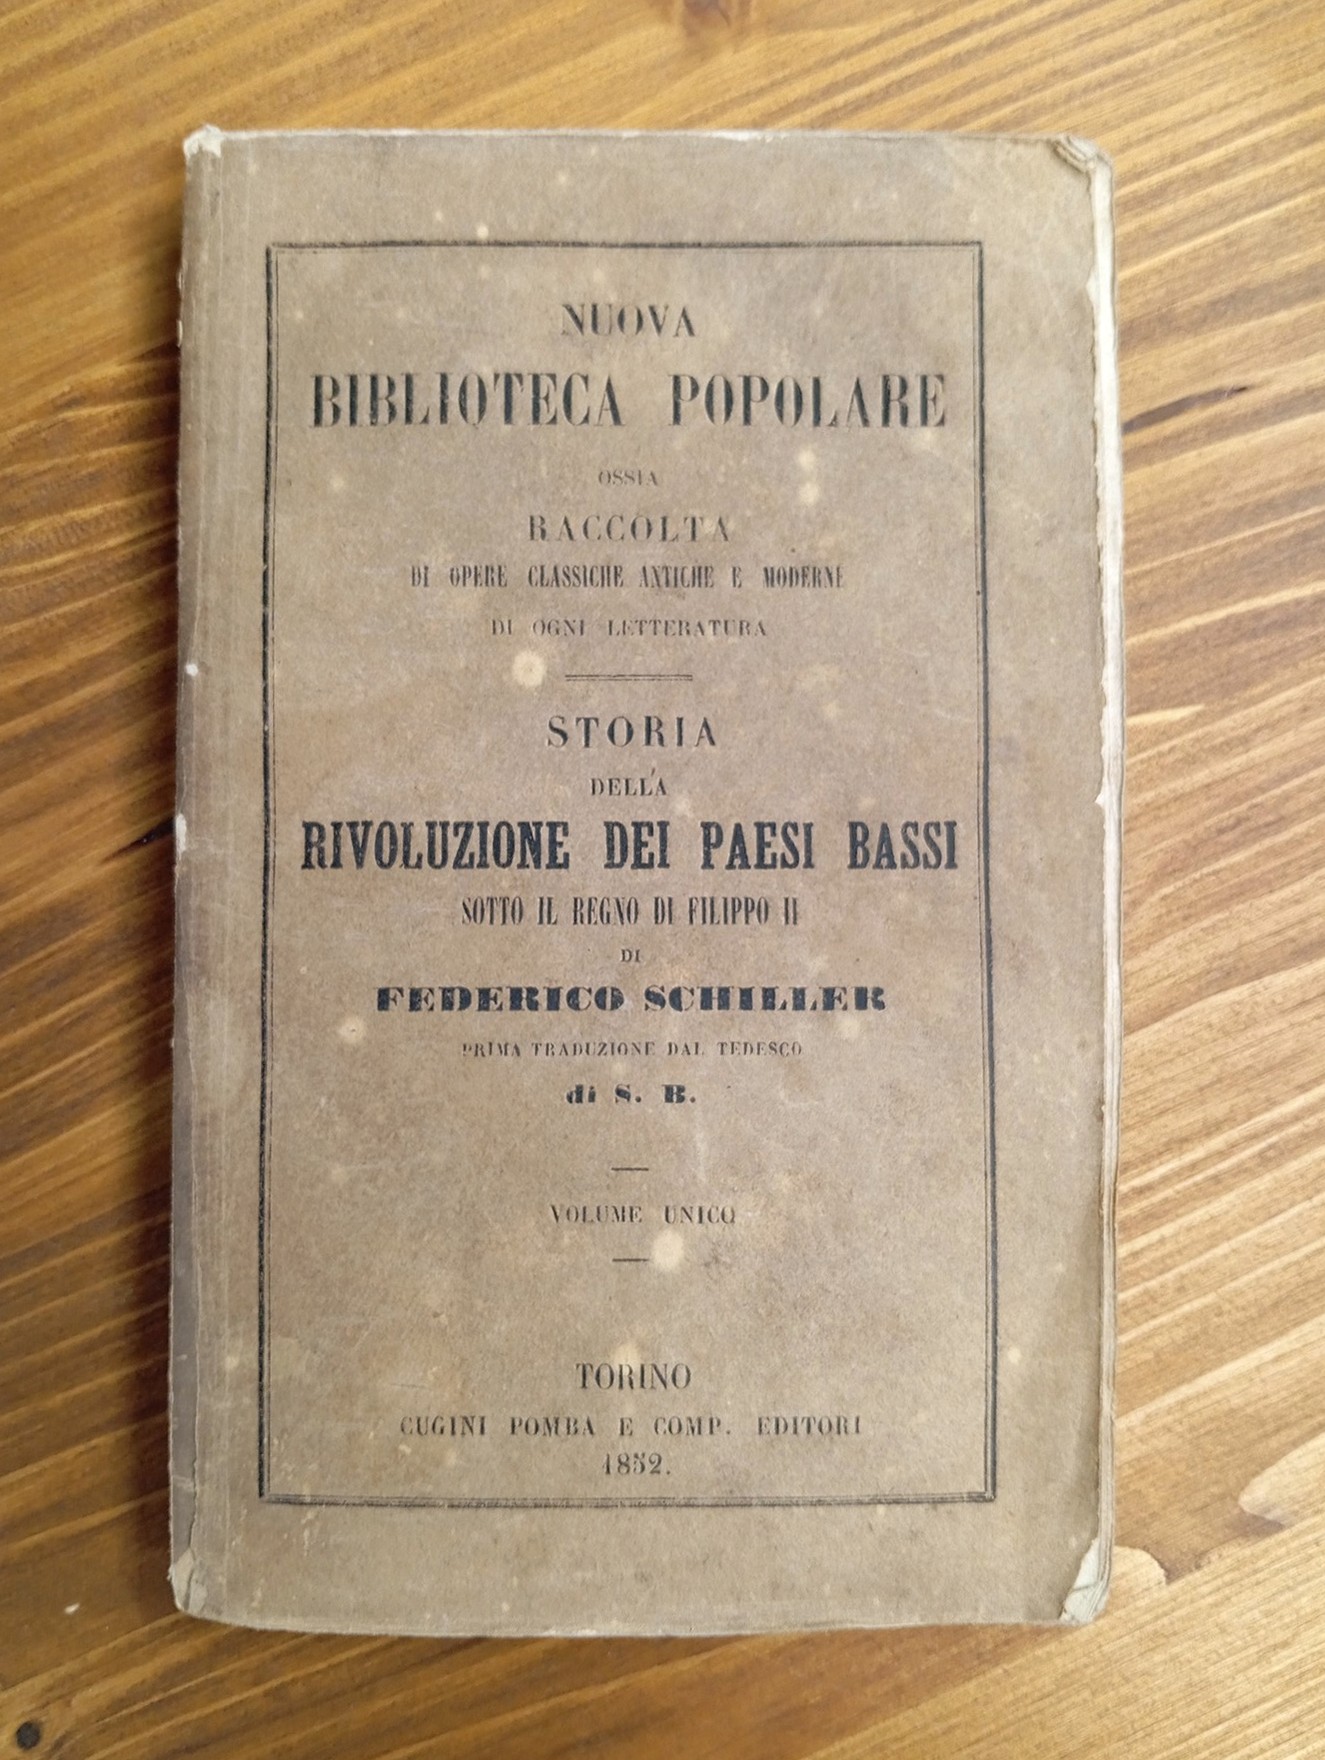 NUOVA
BIBLIOTECA POPOLARE
OSSIA
RACCOLTA
DI OPERE CLASSICHE ANTICHE E MODERNE
DI OGNI LETTERATURA
STORIA
DELLA
RIVOLUZIONE DEI PAESI BASSI
SOTTO IL REGNO DI FILIPPO II
DI
FEDERICO SCHILLER
PRIMA TRADUZIONE DAL TEDESCO
di S. B.
VOLUME UNICO
TORINO
CUGINI POMBA E COMP. EDITORI
1852.